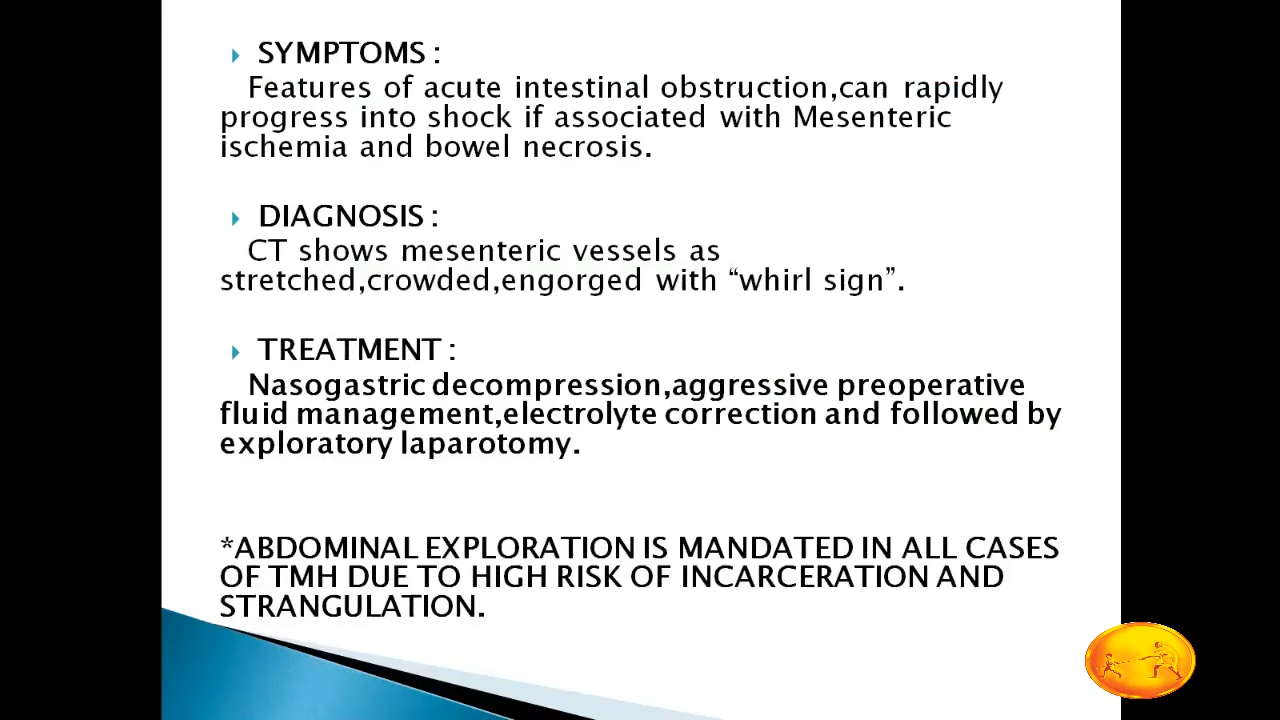 SYMPTOMS :
Features of acute intestinal obstruction,can rapidly
progress into shock if associated with Mesenteric
ischemia and bowel necrosis.
DIAGNOSIS :
CT shows mesenteric vessels as
stretched,crowded,engorged with “whirl sign”.
TREATMENT :
Nasogastric decompression,aggressive preoperative
fluid management,electrolyte correction and followed by
exploratory laparotomy.
*ABDOMINAL EXPLORATION IS MANDATED IN ALL CASES
OF TMH DUE TO HIGH RISK OF INCARCERATION AND
STRANGULATION.